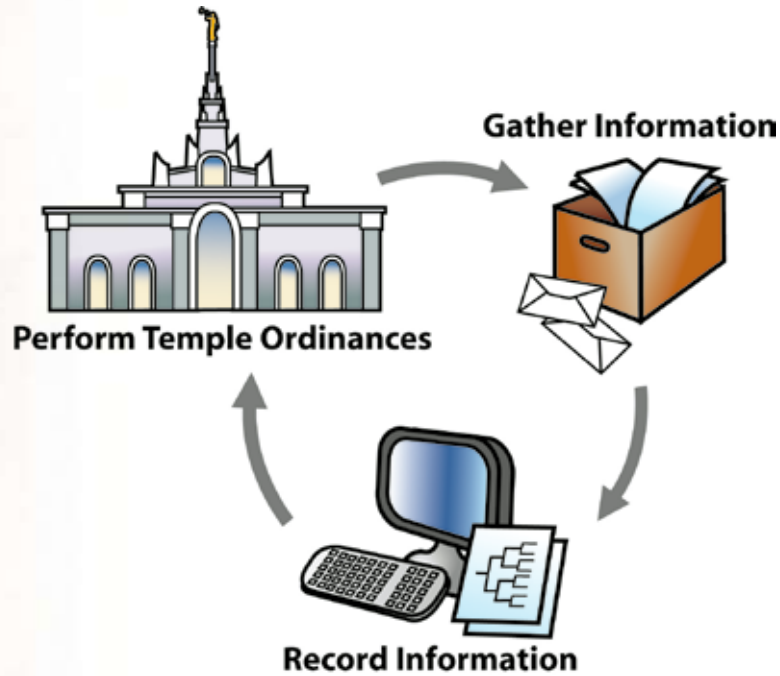 Gather Information
Perform Temple Ordinances
Record Information